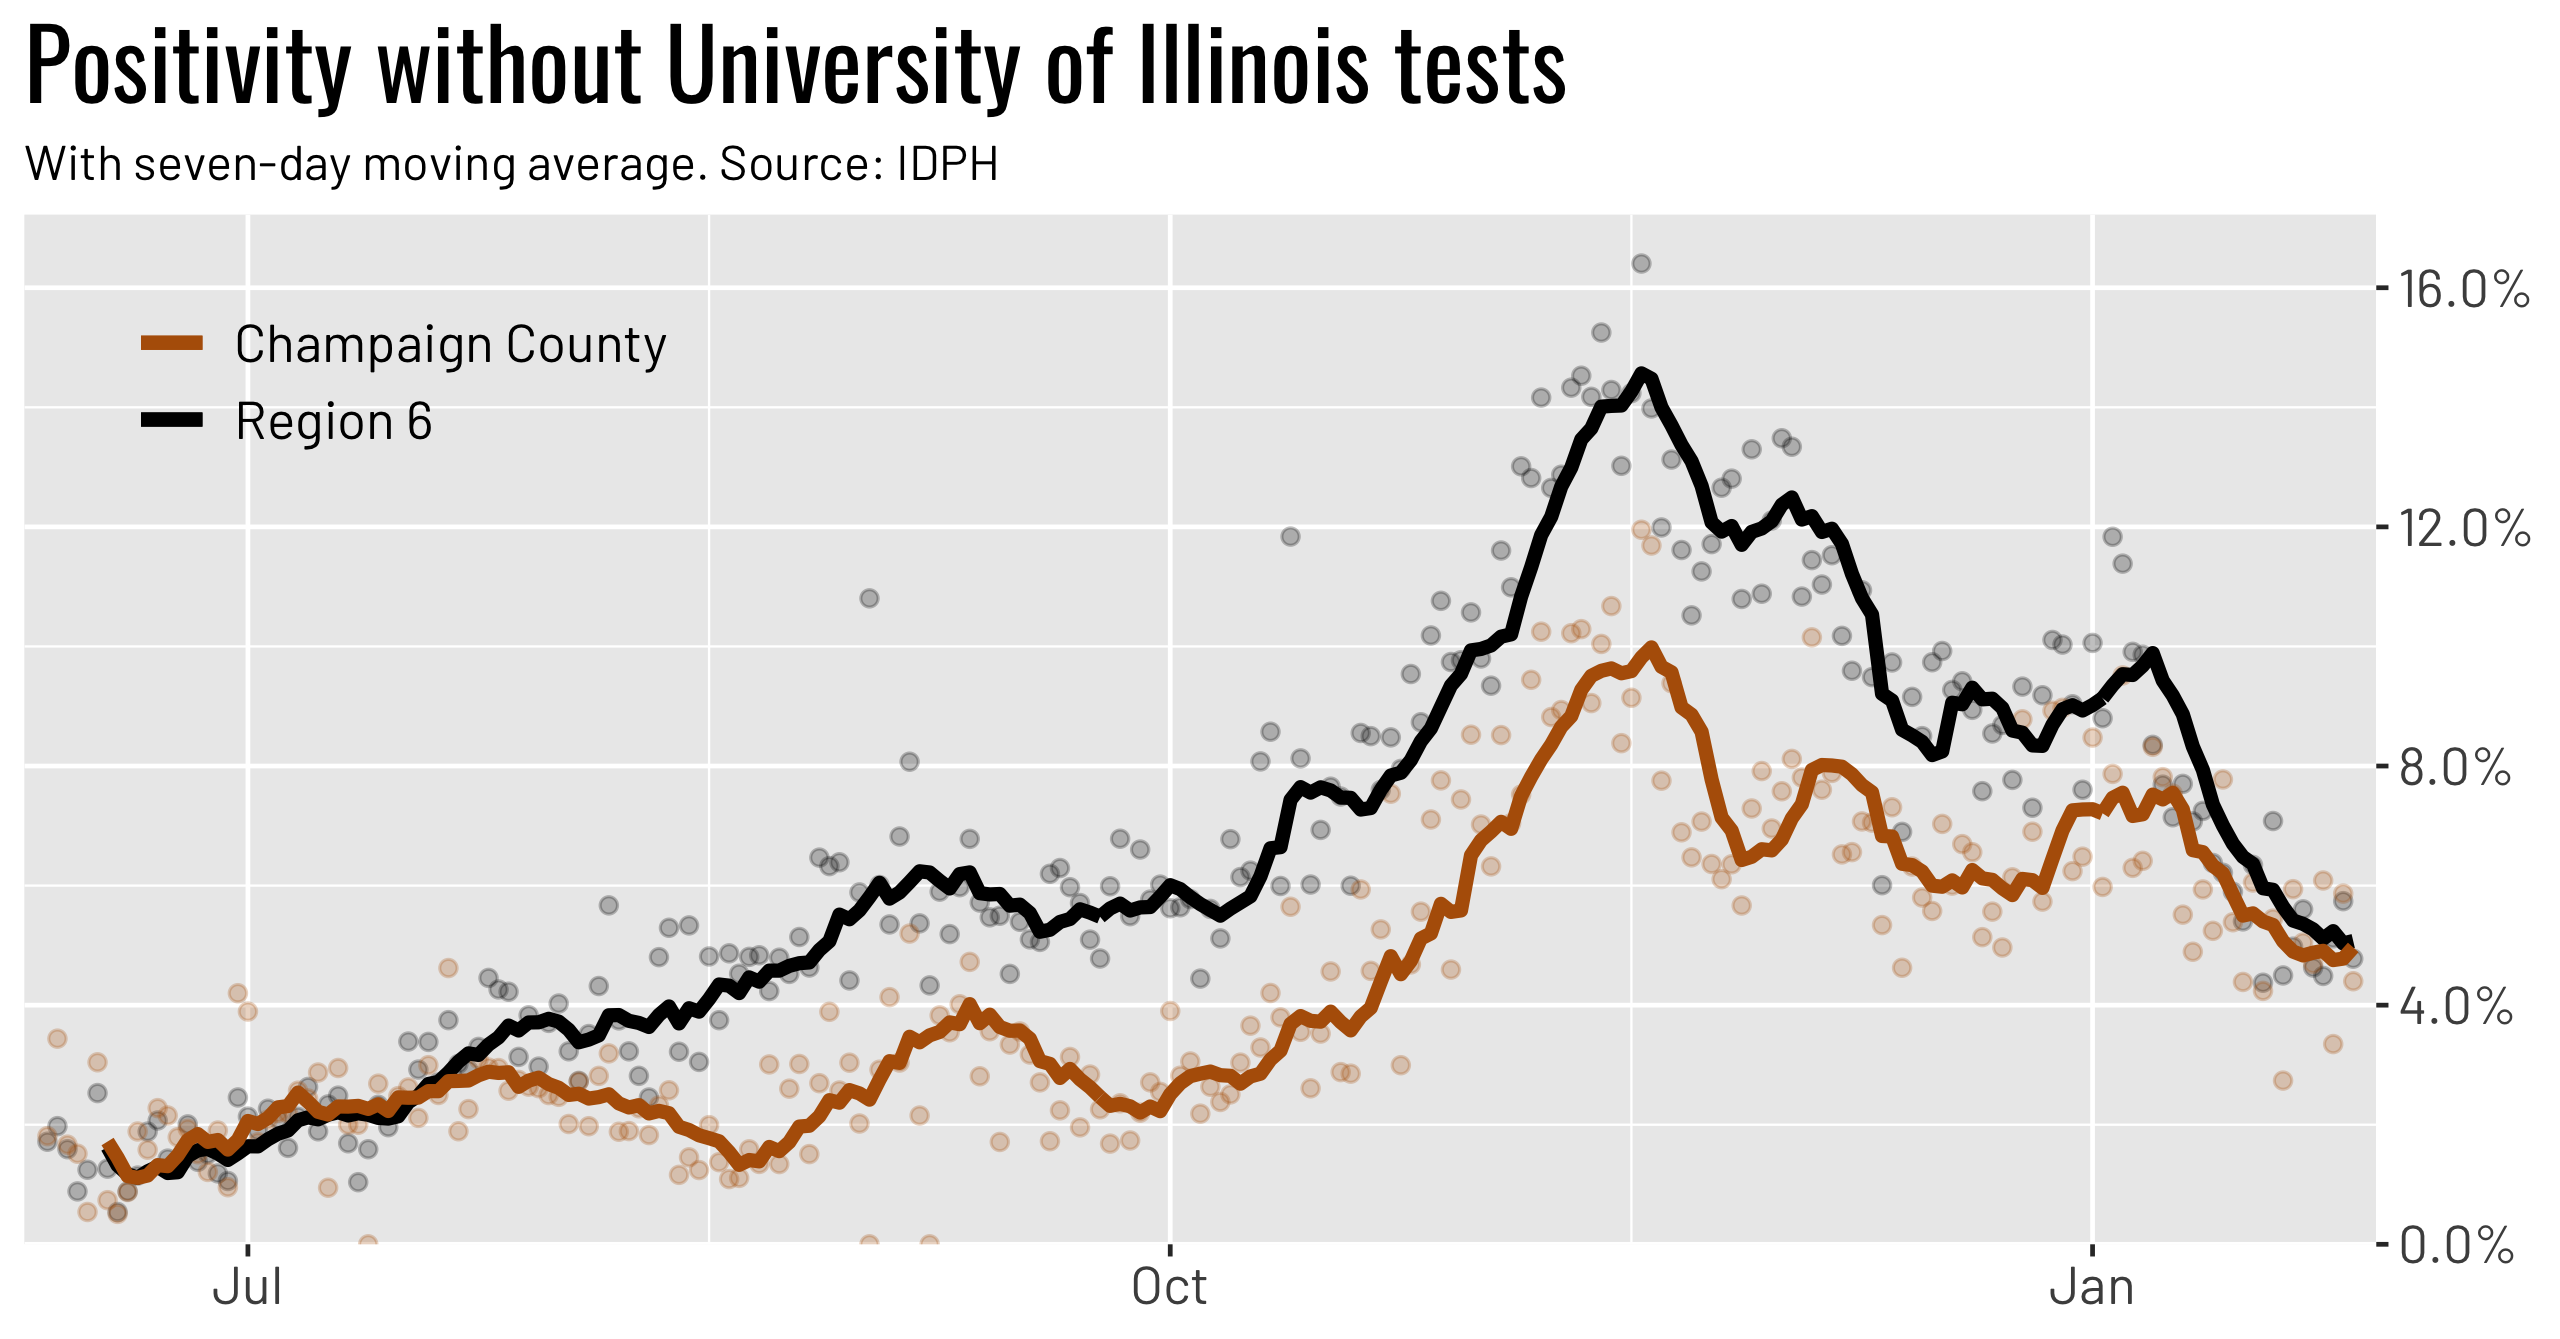 Positivity without University of Illinois tests
With seven-day moving average. Source: IDPH
Champaign County
Region 6
16.0%
12.0%
8.0%
4.0%
0.0%
Jul Oct Jan